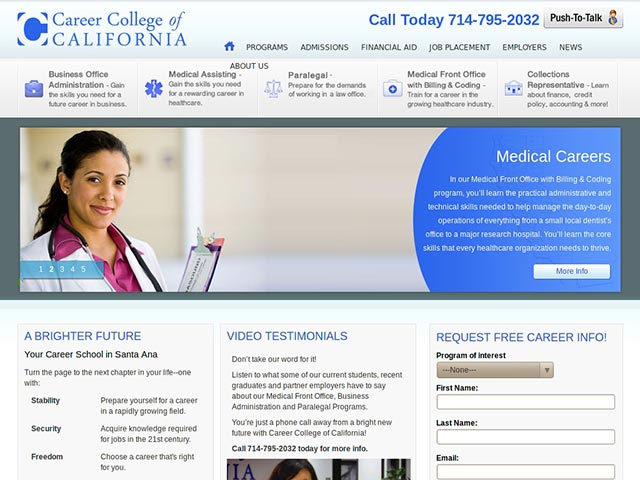 Career College of
CALIFORNIA
Call Today 714-795-2032
Push-To-Talk
PROGRAMS ADMISSIONS FINANCIAL AID JOB PLACEMENT EMPLOYERS NEWS
ABOUT US
Business Office
Administration - Gain
the skills you need for a
future career in business.
Medical Assisting -
Gain the skills you need
for a rewarding career in
healthcare.
Paralegal -
Prepare for the demands
of working in a law office.
Medical Front Office
with Billing & Coding -
Train for a career in the
growing healthcare industry.
Collections
Representative - Learn
about finance, credit
policy, accounting & more!
Medical Careers
In our Medical Front Office with Billing & Coding
program, you'll learn the practical administrative and
technical skills needed to help manage the day-to-day
operations of everything from a small local dentist's
office to a major research hospital. You'll learn the core
skills that every healthcare organization needs to thrive.
More Info
1 2 3 4 5
A BRIGHTER FUTURE
Your Career School in Santa Ana
Turn the page to the next chapter in your life--one
with:
Stability Prepare yourself for a career
in a rapidly growing field.
Security Acquire knowledge required
for jobs in the 21st century.
Freedom Choose a career that's right
for you.
VIDEO TESTIMONIALS
Don't take our word for it!
Listen to what some of our current students, recent
graduates and partner employers have to say
about our Medical Front Office, Business
Administration and Paralegal Programs.
You're just a phone call away from a bright new
future with Career College of California!
Call 714-795-2032 today for more info.
REQUEST FREE CAREER INFO!
Program of interest
---None---
First Name:
Last Name:
Email: